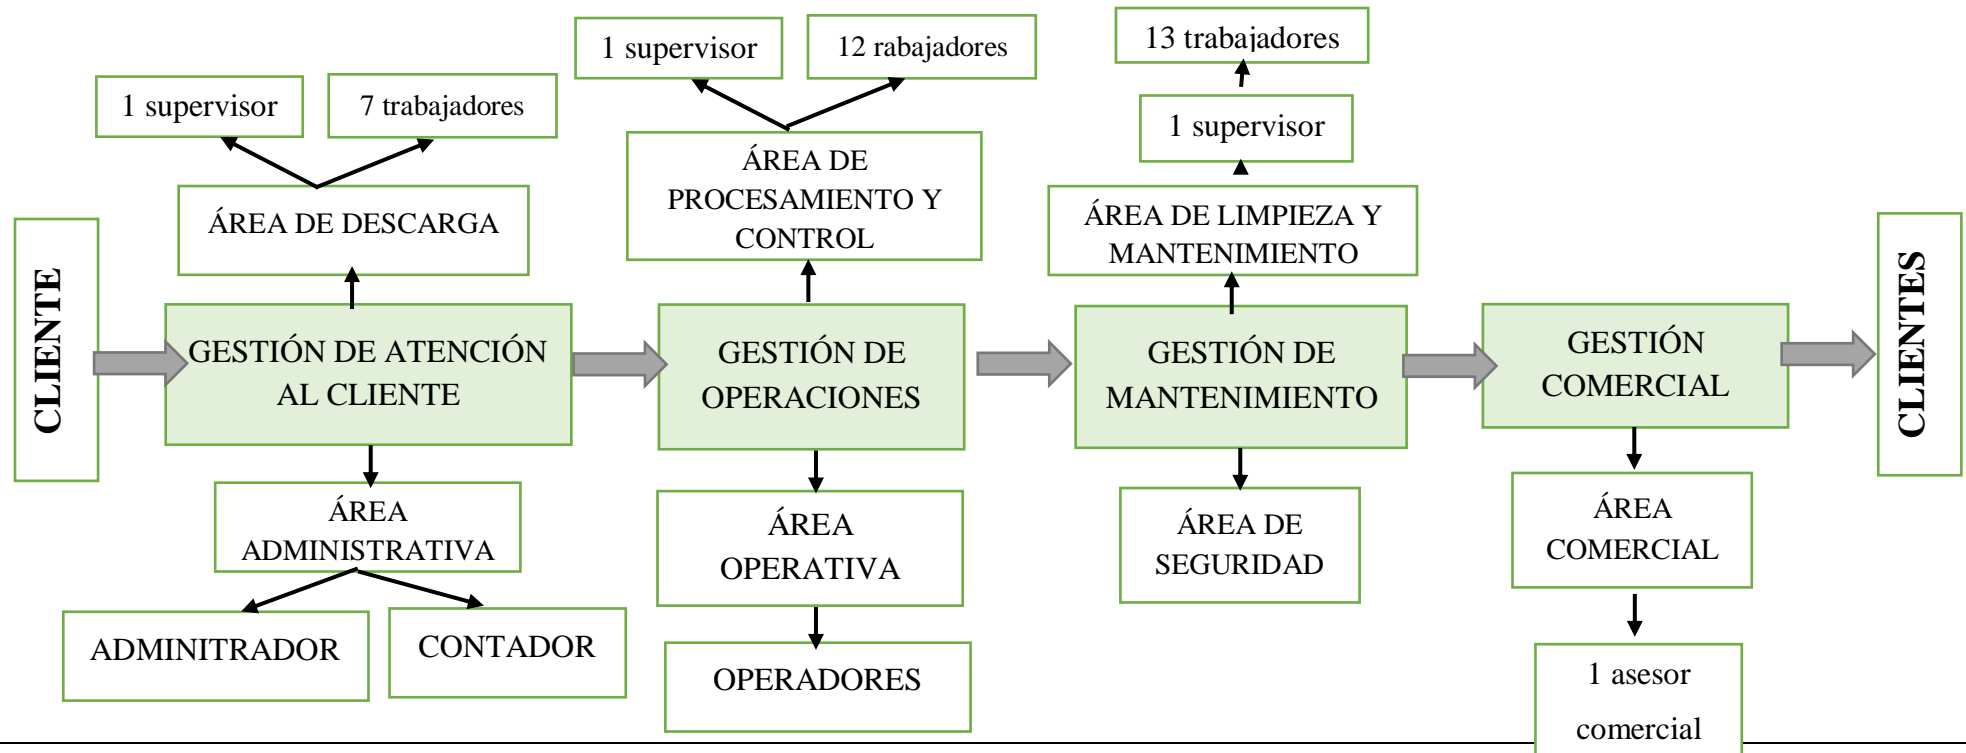 1 supervisor
12 rabajadores
13 trabajadores
1 supervisor
7 trabajadores
1 supervisor
ÁREA DE
PROCESAMIENTO Y
CONTROL
ÁREA DE DESCARGA
ÁREA DE LIMPIEZA Y
MANTENIMIENTO
CLIENTE
GESTIÓN DE ATENCIÓN
AL CLIENTE
GESTIÓN DE
OPERACIONES
GESTIÓN DE
MANTENIMIENTO
GESTIÓN
COMERCIAL
CLIENTES
ÁREA
ADMINISTRATIVA
ÁREA
OPERATIVA
ÁREA DE
SEGURIDAD
ÁREA
COMERCIAL
ADMINITRADOR
CONTADOR
OPERADORES
1 asesor
comercial